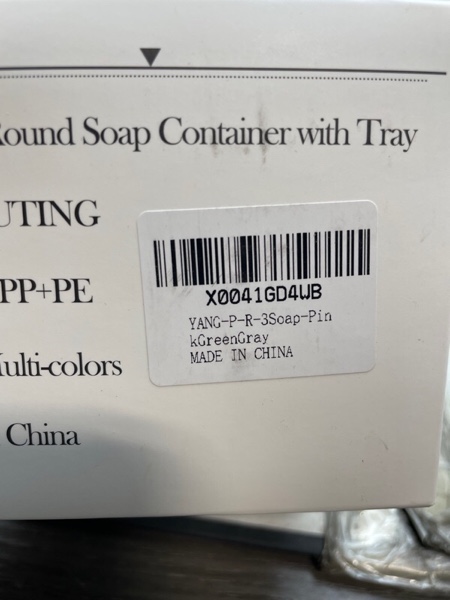 Round Soap Container with Tray
UTING
PP+PE
Multi-colors
China
X0041GD4WB
YANG-P-R-3Soap-Pin
kGreenGray
MADE IN CHINA